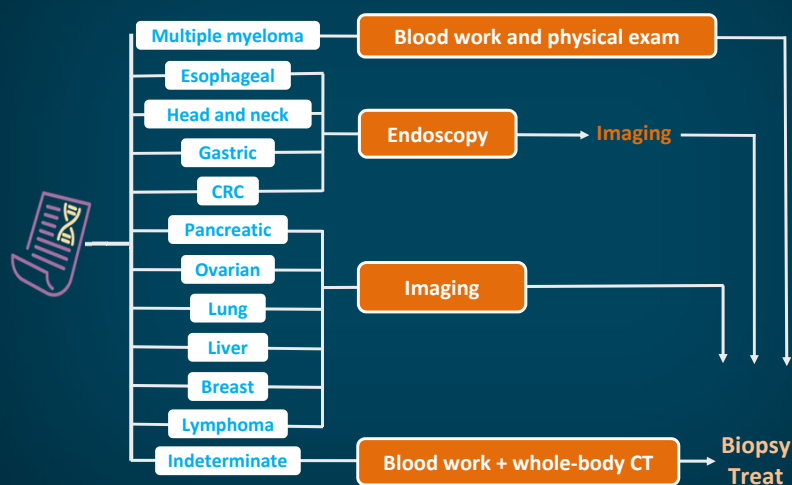 Multiple myeloma
Blood work and physical exam
Esophageal
Head and neck
Endoscopy
Imaging
Gastric
CRC
Pancreatic
Ovarian
Imaging
Lung
Liver
Breast
Lymphoma
Indeterminate
Blood work + whole-body CT
Biopsy
Treat